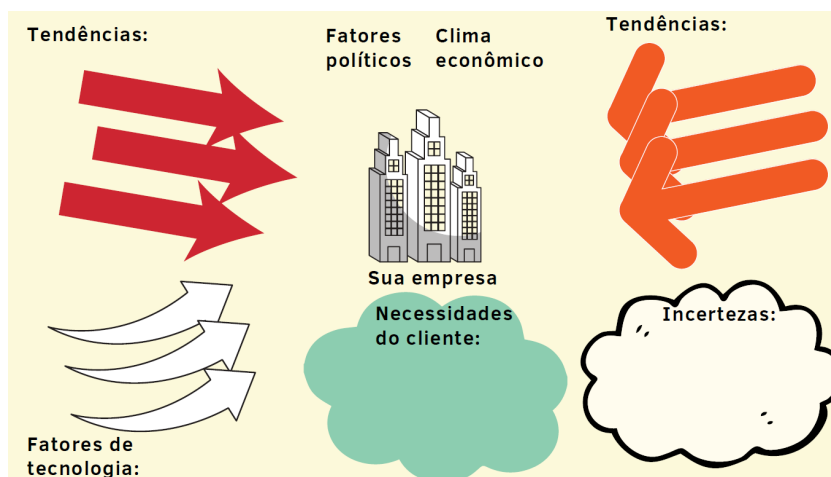 Tendências:
Fatores
políticos
Clima
econômico
Tendências:
Sua empresa
Necessidades
do cliente:
Incertezas:
Fatores de
tecnologia: